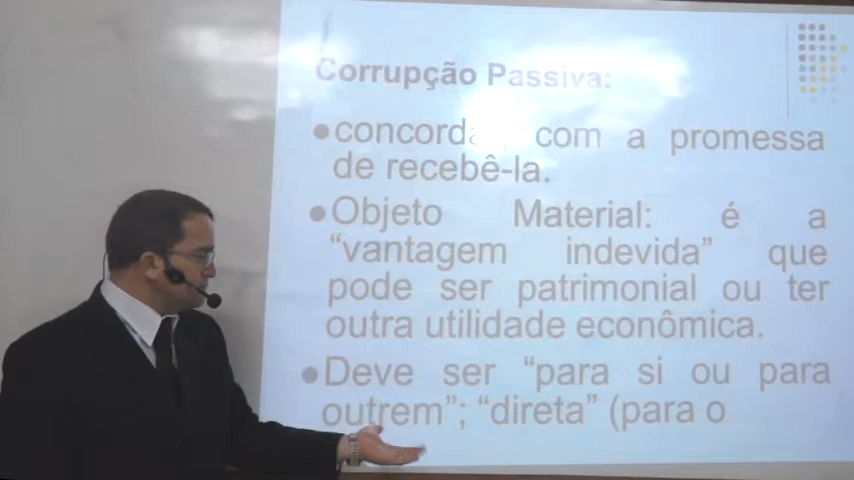 Corrupção Passiva:
concorda com a promessa
de recebê-la.
Objeto Material: é a
“vantagem indevida” que
pode ser patrimonial ou ter
outra utilidade econômica.
Deve ser “para si ou para
outrem”; “direta” (para o